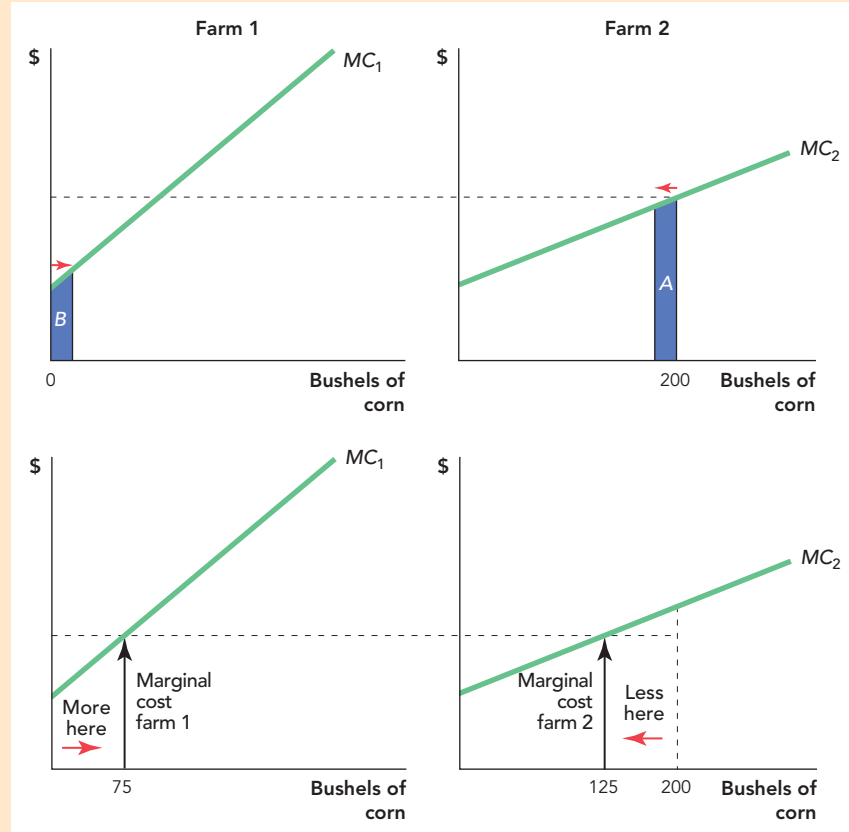 Farm 1
$
MC₁
B
0
Bushels of
corn
Farm 2
$
MC₂
A
200
Bushels of
corn
$
MC₁
More
here
Marginal
cost
farm 1
75
Bushels of
corn
$
MC₂
Marginal
cost
farm 2
Less
here
125
200
Bushels of
corn